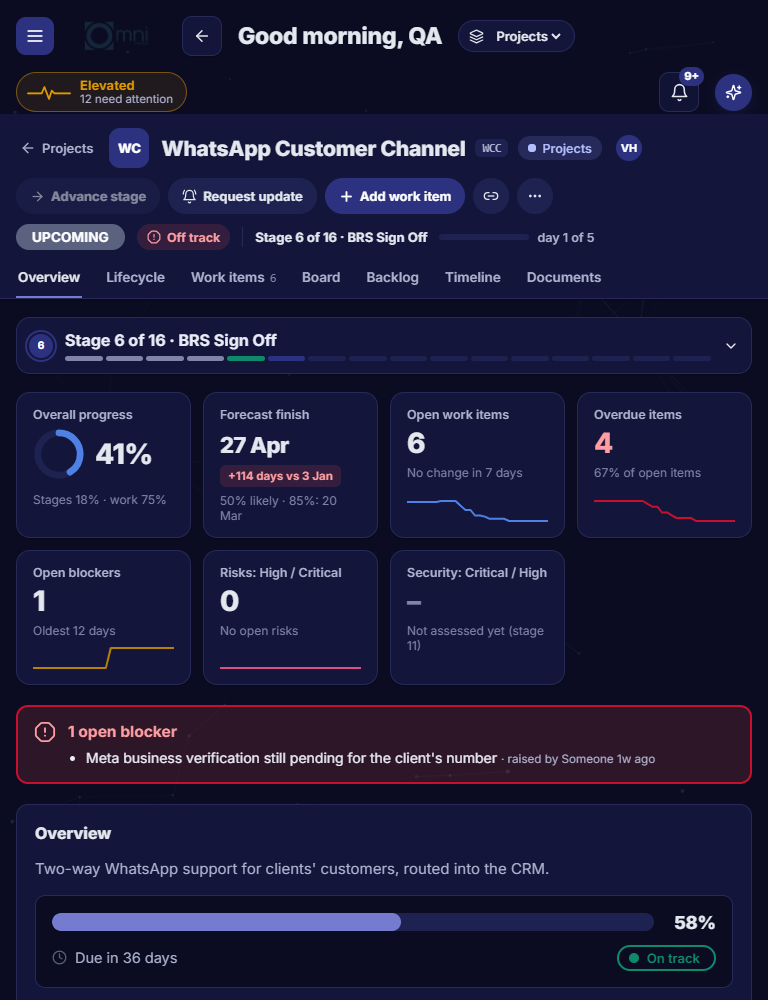 Omni
Good morning, QA
Projects
Elevated
12 need attention
9+
Projects
WC
WhatsApp Customer Channel
WCC
Projects
VH
Advance stage
Request update
Add work item
UPCOMING
Off track
Stage 6 of 16 · BRS Sign Off
day 1 of 5
Overview
Lifecycle
Work items 6
Board
Backlog
Timeline
Documents
6
Stage 6 of 16 · BRS Sign Off
Overall progress
41%
Stages 18% · work 75%
Forecast finish
27 Apr
+114 days vs 3 Jan
50% likely · 85%: 20
Mar
Open work items
6
No change in 7 days
Overdue items
4
67% of open items
Open blockers
1
Oldest 12 days
Risks: High / Critical
0
No open risks
Security: Critical / High
–
Not assessed yet (stage
11)
1 open blocker
• Meta business verification still pending for the client's number · raised by Someone 1w ago
Overview
Two-way WhatsApp support for clients' customers, routed into the CRM.
58%
Due in 36 days
On track